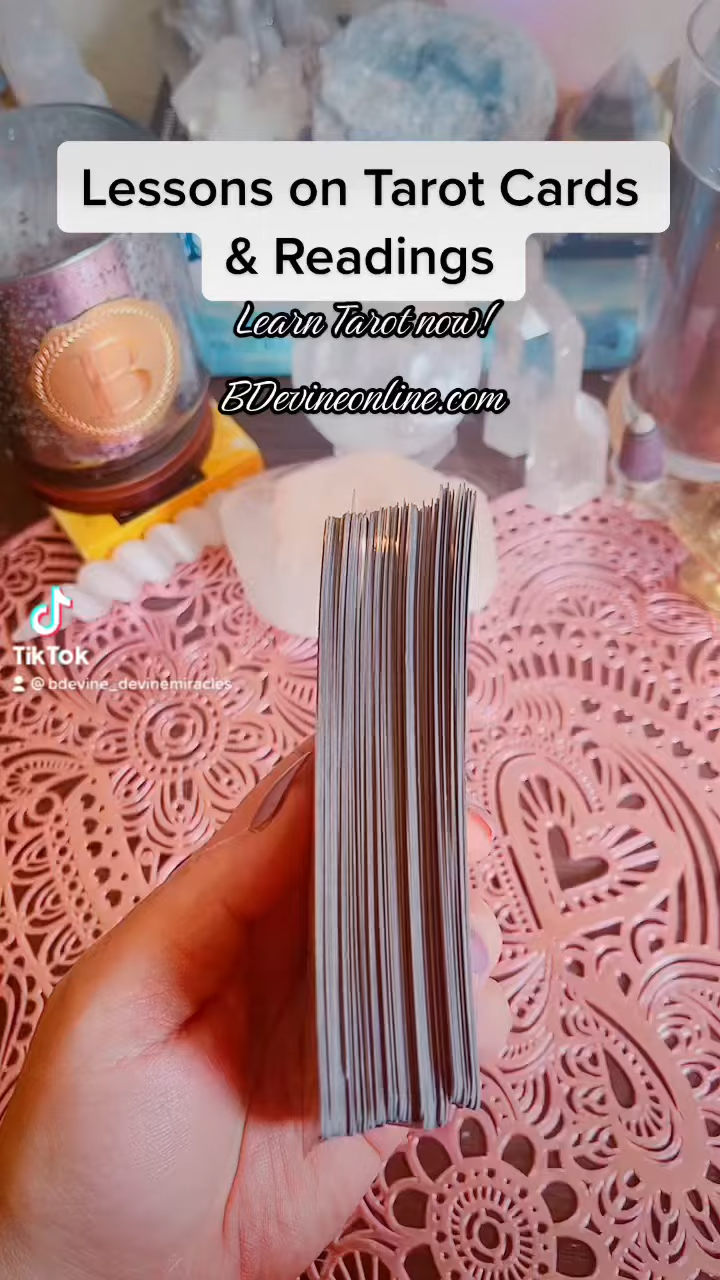 Lessons on Tarot Cards
& Readings
Learn Tarot now!
BDevineonline.com
B
TikTok
@bdevine_devinemiracles